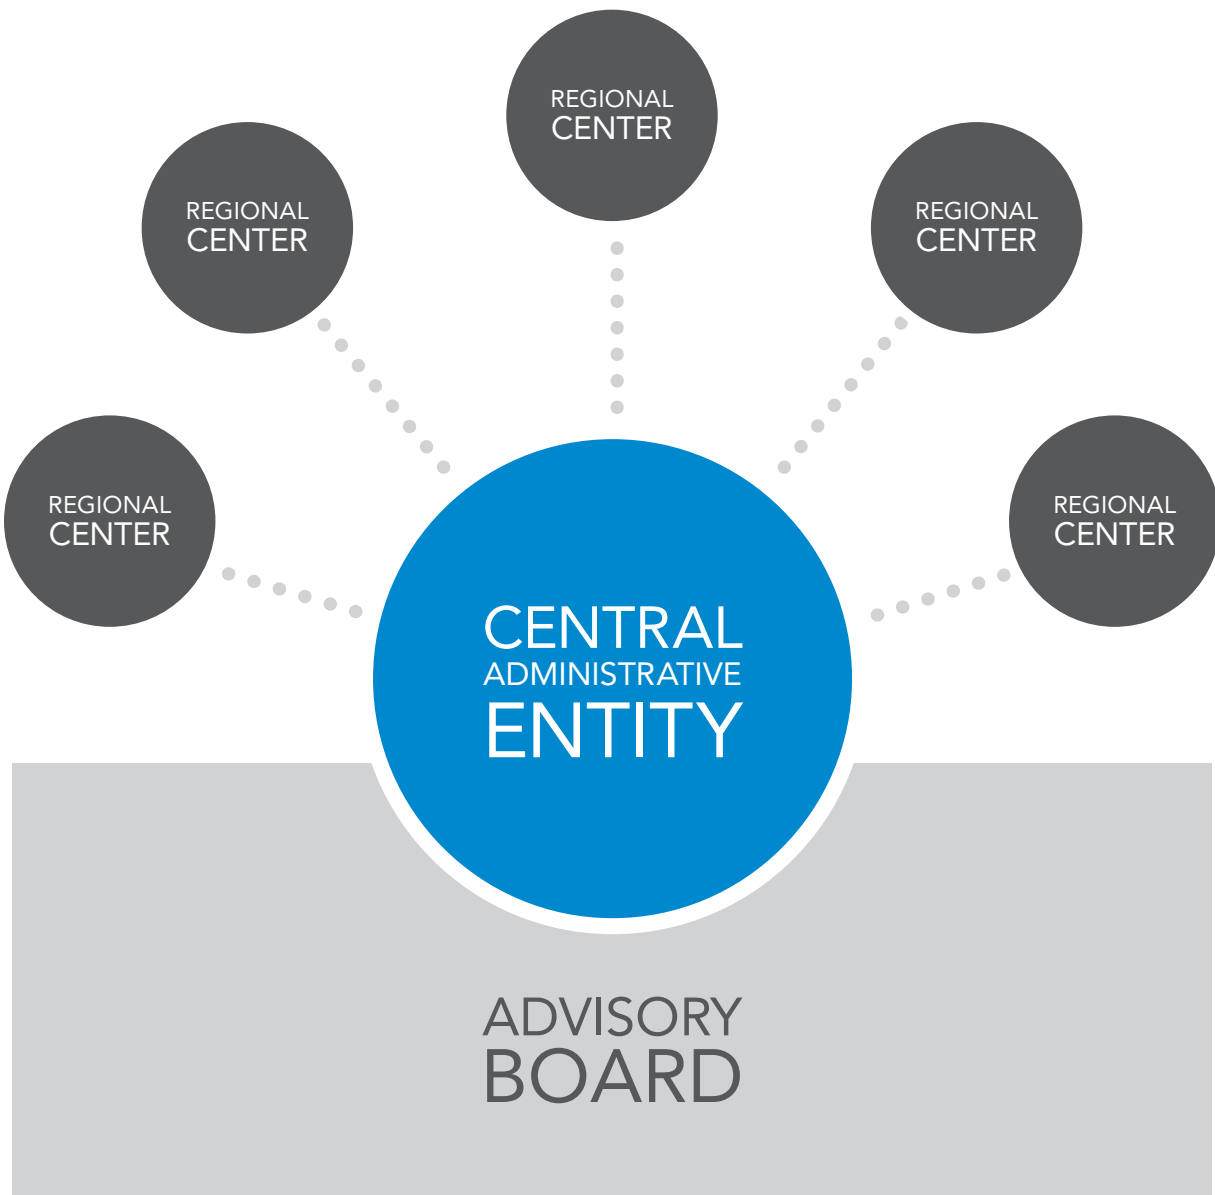 REGIONAL
CENTER
REGIONAL
CENTER
REGIONAL
CENTER
REGIONAL
CENTER
REGIONAL
CENTER
CENTRAL
ADMINISTRATIVE
ENTITY
ADVISORY
BOARD